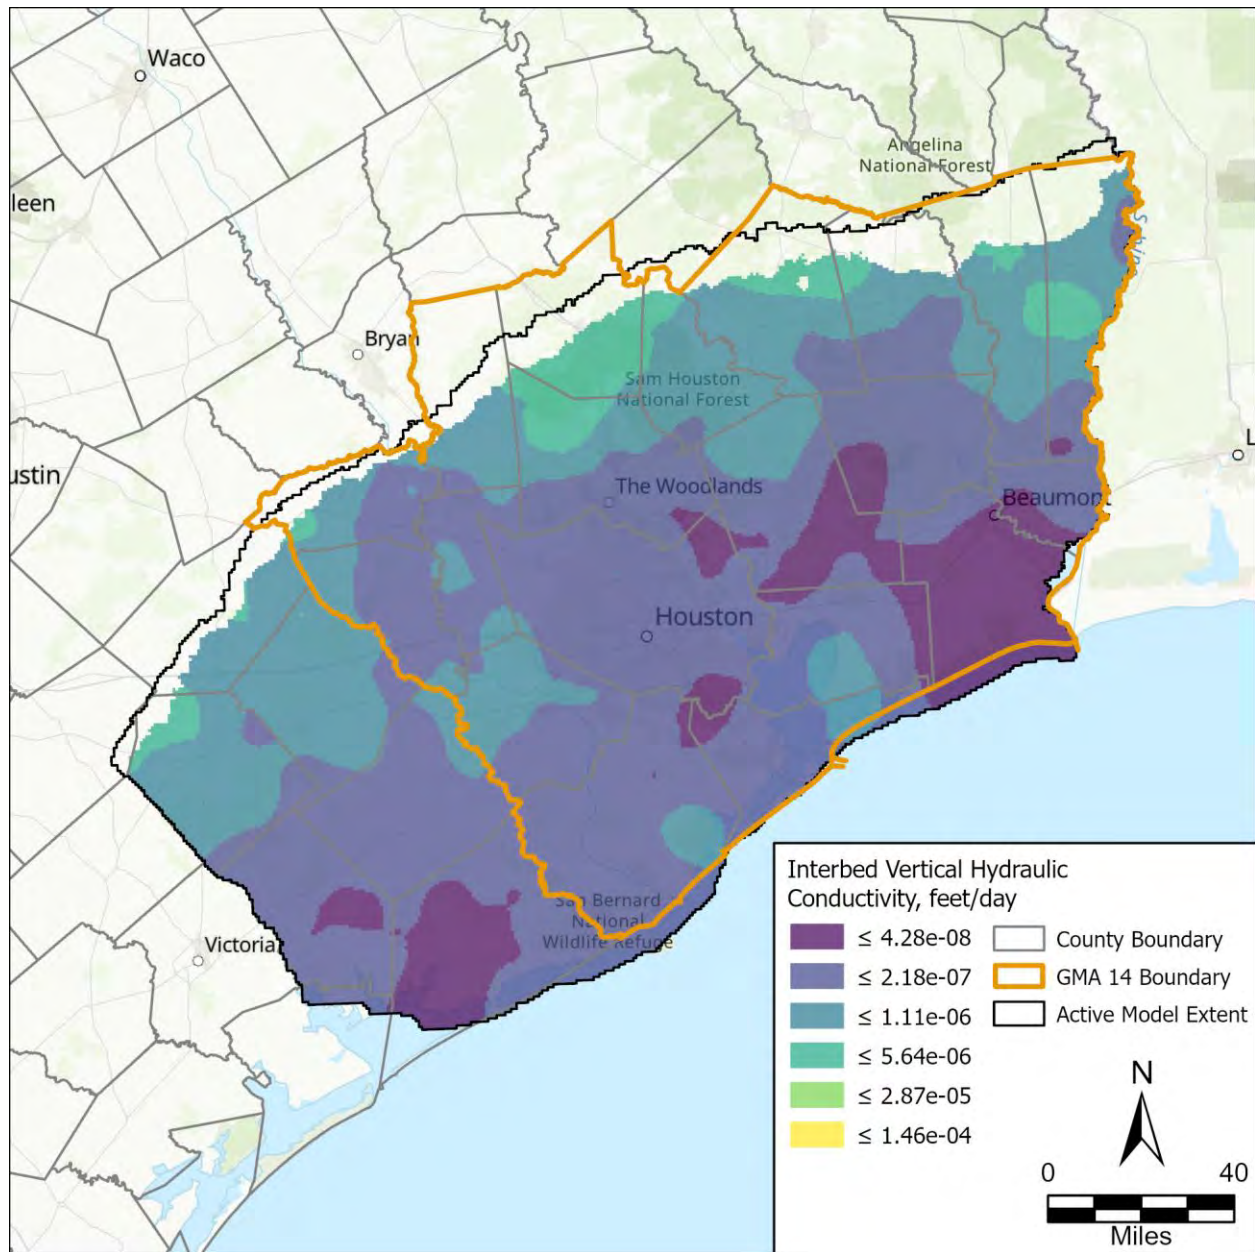 Waco
Angelina
National Forest
leen
Bryan
Sam Houston
National Forest
ustin
L
The Woodlands
Beaumont
Houston
San Bernard
National
Wildlife Refuge
Victoria
Interbed Vertical Hydraulic
Conductivity, feet/day
≤ 4.28e-08
≤ 2.18e-07
≤ 1.11e-06
≤ 5.64e-06
≤ 2.87e-05
≤ 1.46e-04
County Boundary
GMA 14 Boundary
Active Model Extent
N
0 40
Miles